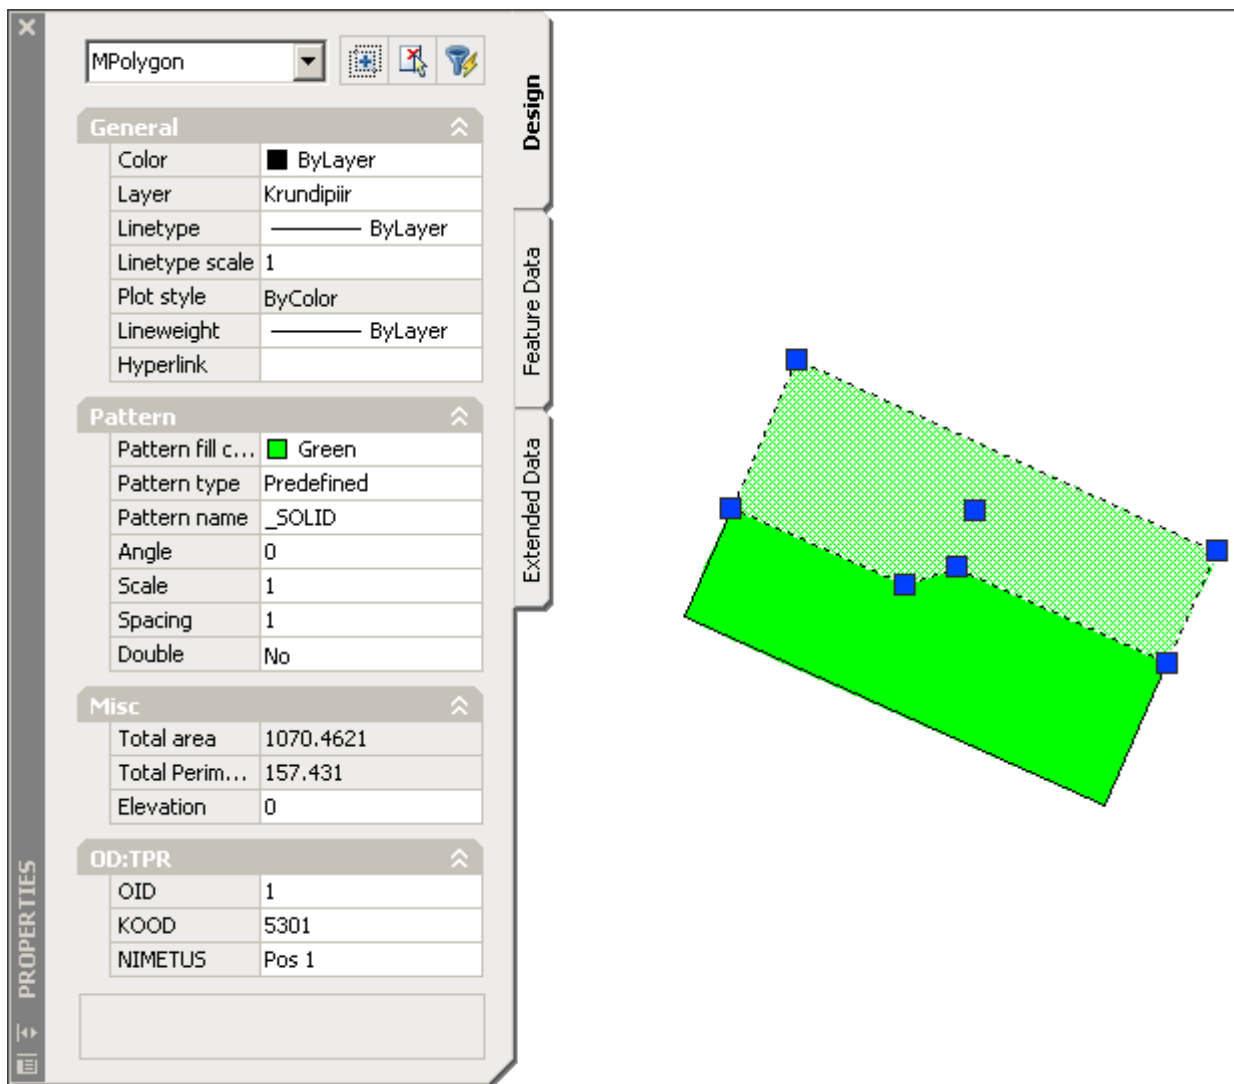 MPolygon
General
Color ByLayer
Layer Krundipiir
Linetype ByLayer
Linetype scale 1
Plot style ByColor
Lineweight ByLayer
Hyperlink
Pattern
Pattern fill c... Green
Pattern type Predefined
Pattern name _SOLID
Angle 0
Scale 1
Spacing 1
Double No
Misc
Total area 1070.4621
Total Perim... 157.431
Elevation 0
OD:TPR
OID 1
KOOD 5301
NIMETUS Pos 1
Design
Feature Data
Extended Data
PROPERTIES